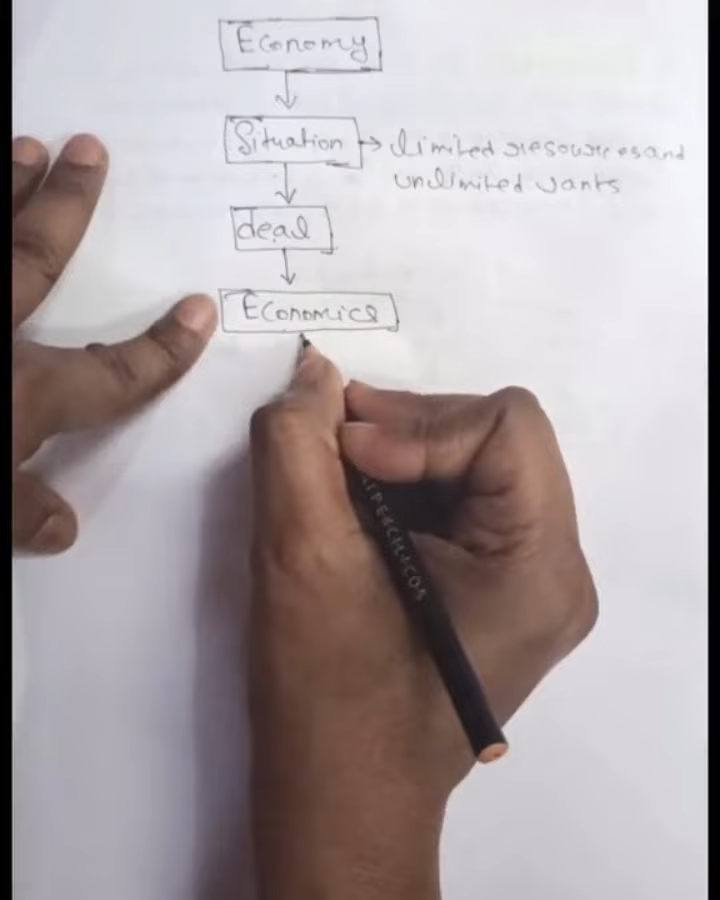 Economy
Situation → limited resources and
unlimited wants
deal
Economics